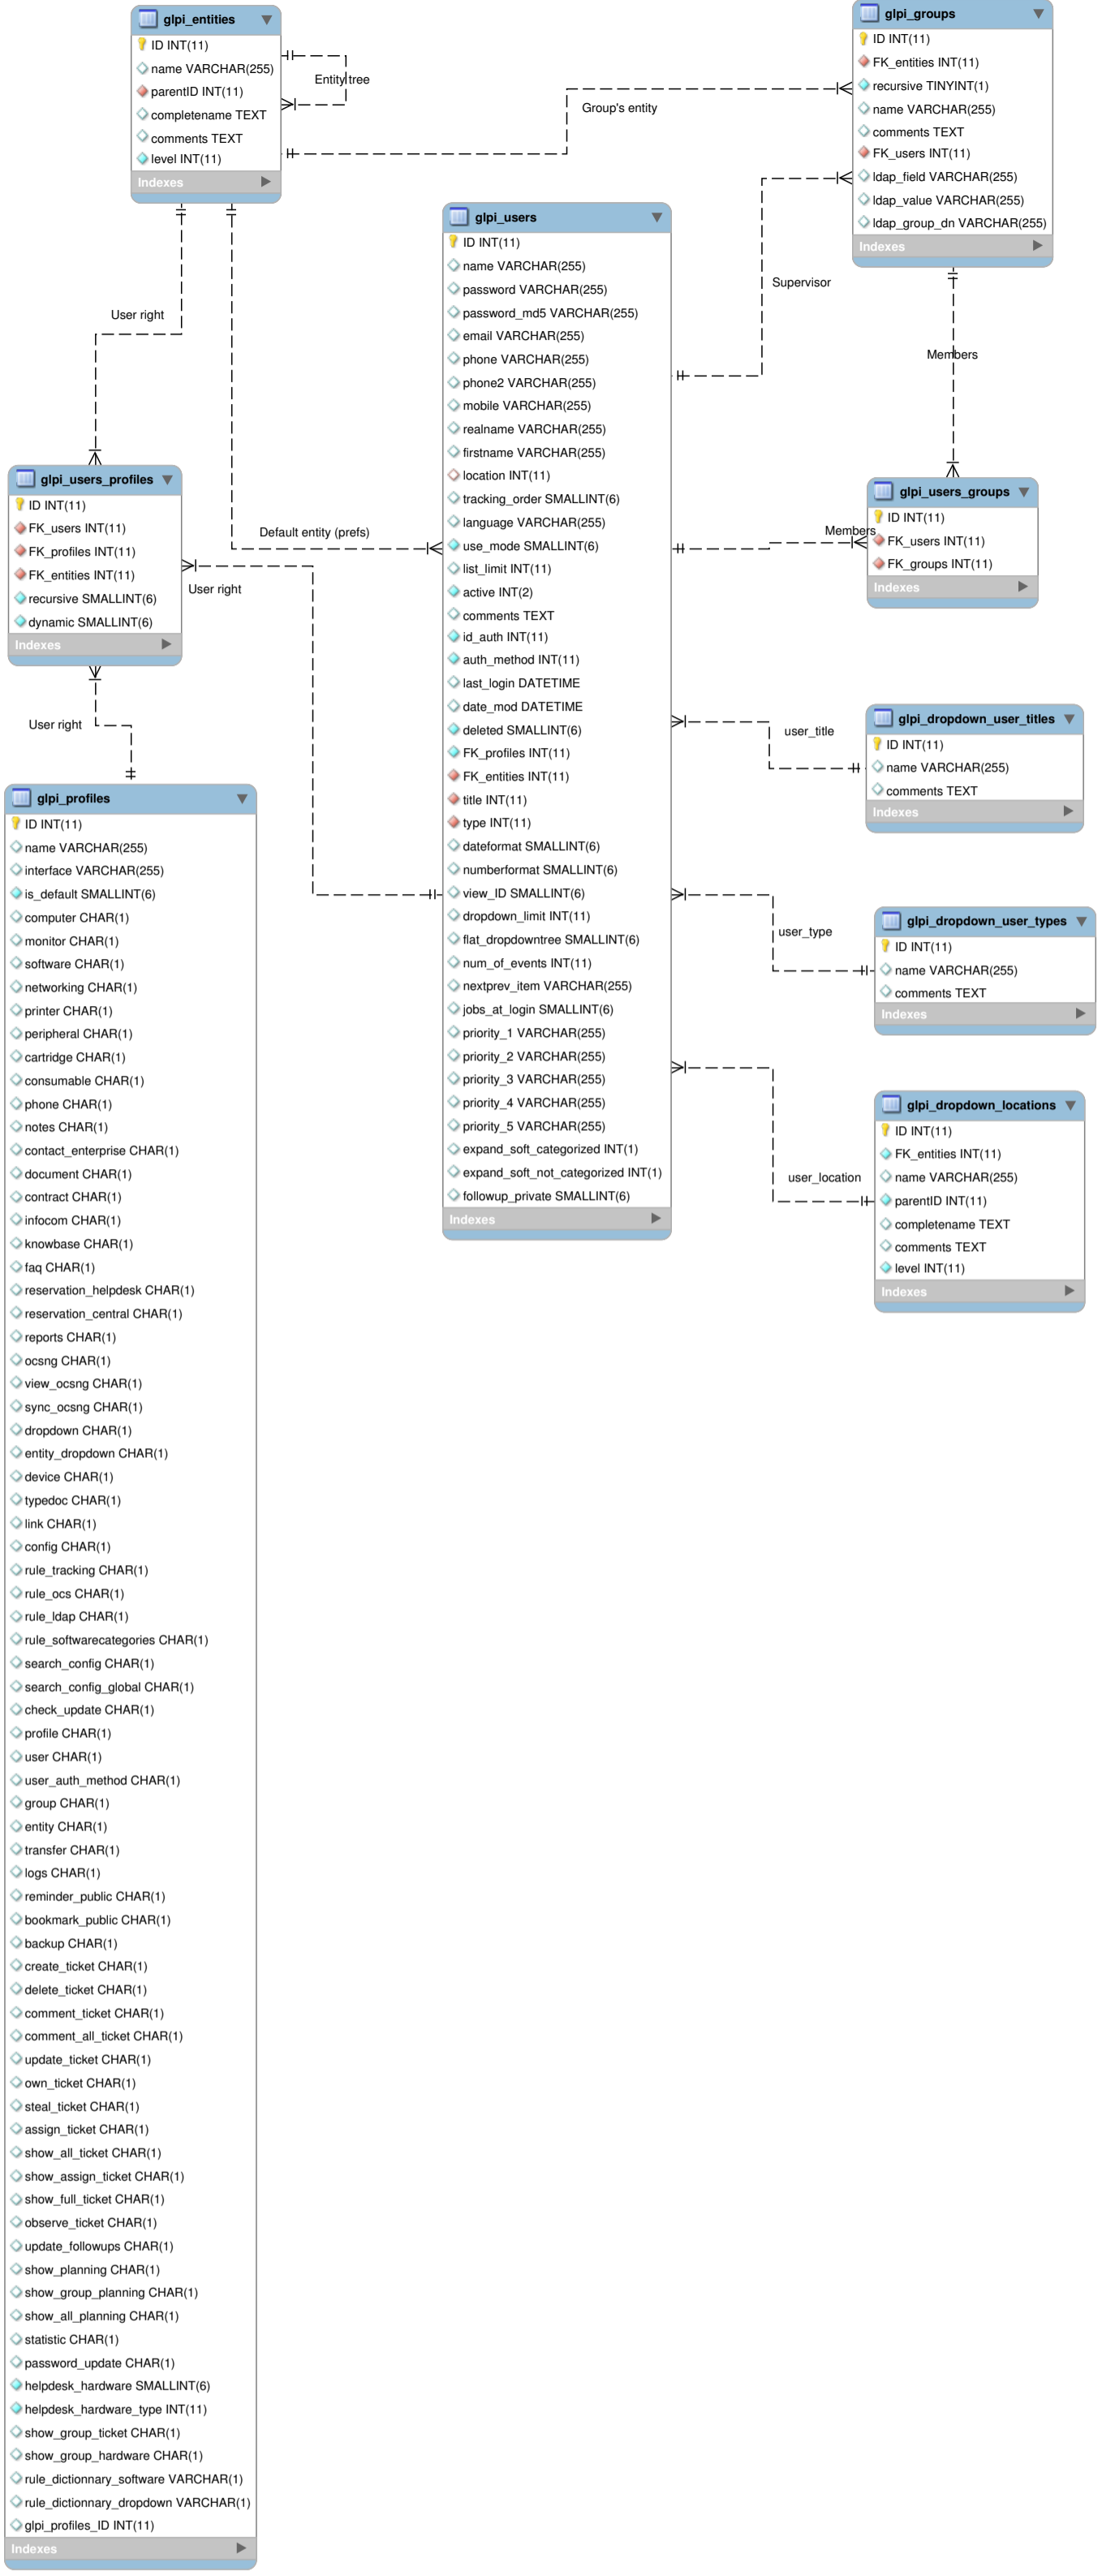 glpi_entities
ID INT(11)
name VARCHAR(255)
parentID INT(11)
completename TEXT
comments TEXT
level INT(11)
Indexes
Entity tree
Group's entity
glpi_groups
ID INT(11)
FK_entities INT(11)
recursive TINYINT(1)
name VARCHAR(255)
comments TEXT
FK_users INT(11)
ldap_field VARCHAR(255)
ldap_value VARCHAR(255)
ldap_group_dn VARCHAR(255)
Indexes
User right
Default entity (prefs)
Supervisor
Members
glpi_users
ID INT(11)
name VARCHAR(255)
password VARCHAR(255)
password_md5 VARCHAR(255)
email VARCHAR(255)
phone VARCHAR(255)
phone2 VARCHAR(255)
mobile VARCHAR(255)
realname VARCHAR(255)
firstname VARCHAR(255)
location INT(11)
tracking_order SMALLINT(6)
language VARCHAR(255)
use_mode SMALLINT(6)
list_limit INT(11)
active INT(2)
comments TEXT
id_auth INT(11)
auth_method INT(11)
last_login DATETIME
date_mod DATETIME
deleted SMALLINT(6)
FK_profiles INT(11)
FK_entities INT(11)
title INT(11)
type INT(11)
dateformat SMALLINT(6)
numberformat SMALLINT(6)
view_ID SMALLINT(6)
dropdown_limit INT(11)
flat_dropdowntree SMALLINT(6)
num_of_events INT(11)
nextprev_item VARCHAR(255)
jobs_at_login SMALLINT(6)
priority_1 VARCHAR(255)
priority_2 VARCHAR(255)
priority_3 VARCHAR(255)
priority_4 VARCHAR(255)
priority_5 VARCHAR(255)
expand_soft_categorized INT(1)
expand_soft_not_categorized INT(1)
followup_private SMALLINT(6)
Indexes
glpi_users_profiles
ID INT(11)
FK_users INT(11)
FK_profiles INT(11)
FK_entities INT(11)
recursive SMALLINT(6)
dynamic SMALLINT(6)
Indexes
User right
User right
Members
glpi_users_groups
ID INT(11)
FK_users INT(11)
FK_groups INT(11)
Indexes
user_title
glpi_dropdown_user_titles
ID INT(11)
name VARCHAR(255)
comments TEXT
Indexes
user_type
glpi_dropdown_user_types
ID INT(11)
name VARCHAR(255)
comments TEXT
Indexes
user_location
glpi_dropdown_locations
ID INT(11)
FK_entities INT(11)
name VARCHAR(255)
parentID INT(11)
completename TEXT
comments TEXT
level INT(11)
Indexes
glpi_profiles
ID INT(11)
name VARCHAR(255)
interface VARCHAR(255)
is_default SMALLINT(6)
computer CHAR(1)
monitor CHAR(1)
software CHAR(1)
networking CHAR(1)
printer CHAR(1)
peripheral CHAR(1)
cartridge CHAR(1)
consumable CHAR(1)
phone CHAR(1)
notes CHAR(1)
contact_enterprise CHAR(1)
document CHAR(1)
contract CHAR(1)
infocom CHAR(1)
knowbase CHAR(1)
faq CHAR(1)
reservation_helpdesk CHAR(1)
reservation_central CHAR(1)
reports CHAR(1)
ocsng CHAR(1)
view_ocsng CHAR(1)
sync_ocsng CHAR(1)
dropdown CHAR(1)
entity_dropdown CHAR(1)
device CHAR(1)
typedoc CHAR(1)
link CHAR(1)
config CHAR(1)
rule_tracking CHAR(1)
rule_ocs CHAR(1)
rule_ldap CHAR(1)
rule_softwarecategories CHAR(1)
search_config CHAR(1)
search_config_global CHAR(1)
check_update CHAR(1)
profile CHAR(1)
user CHAR(1)
user_auth_method CHAR(1)
group CHAR(1)
entity CHAR(1)
transfer CHAR(1)
logs CHAR(1)
reminder_public CHAR(1)
bookmark_public CHAR(1)
backup CHAR(1)
create_ticket CHAR(1)
delete_ticket CHAR(1)
comment_ticket CHAR(1)
comment_all_ticket CHAR(1)
update_ticket CHAR(1)
own_ticket CHAR(1)
steal_ticket CHAR(1)
assign_ticket CHAR(1)
show_all_ticket CHAR(1)
show_assign_ticket CHAR(1)
show_full_ticket CHAR(1)
observe_ticket CHAR(1)
update_followups CHAR(1)
show_planning CHAR(1)
show_group_planning CHAR(1)
show_all_planning CHAR(1)
statistic CHAR(1)
password_update CHAR(1)
helpdesk_hardware SMALLINT(6)
helpdesk_hardware_type INT(11)
show_group_ticket CHAR(1)
show_group_hardware CHAR(1)
rule_dictionnary_software VARCHAR(1)
rule_dictionnary_dropdown VARCHAR(1)
glpi_profiles_ID INT(11)
Indexes